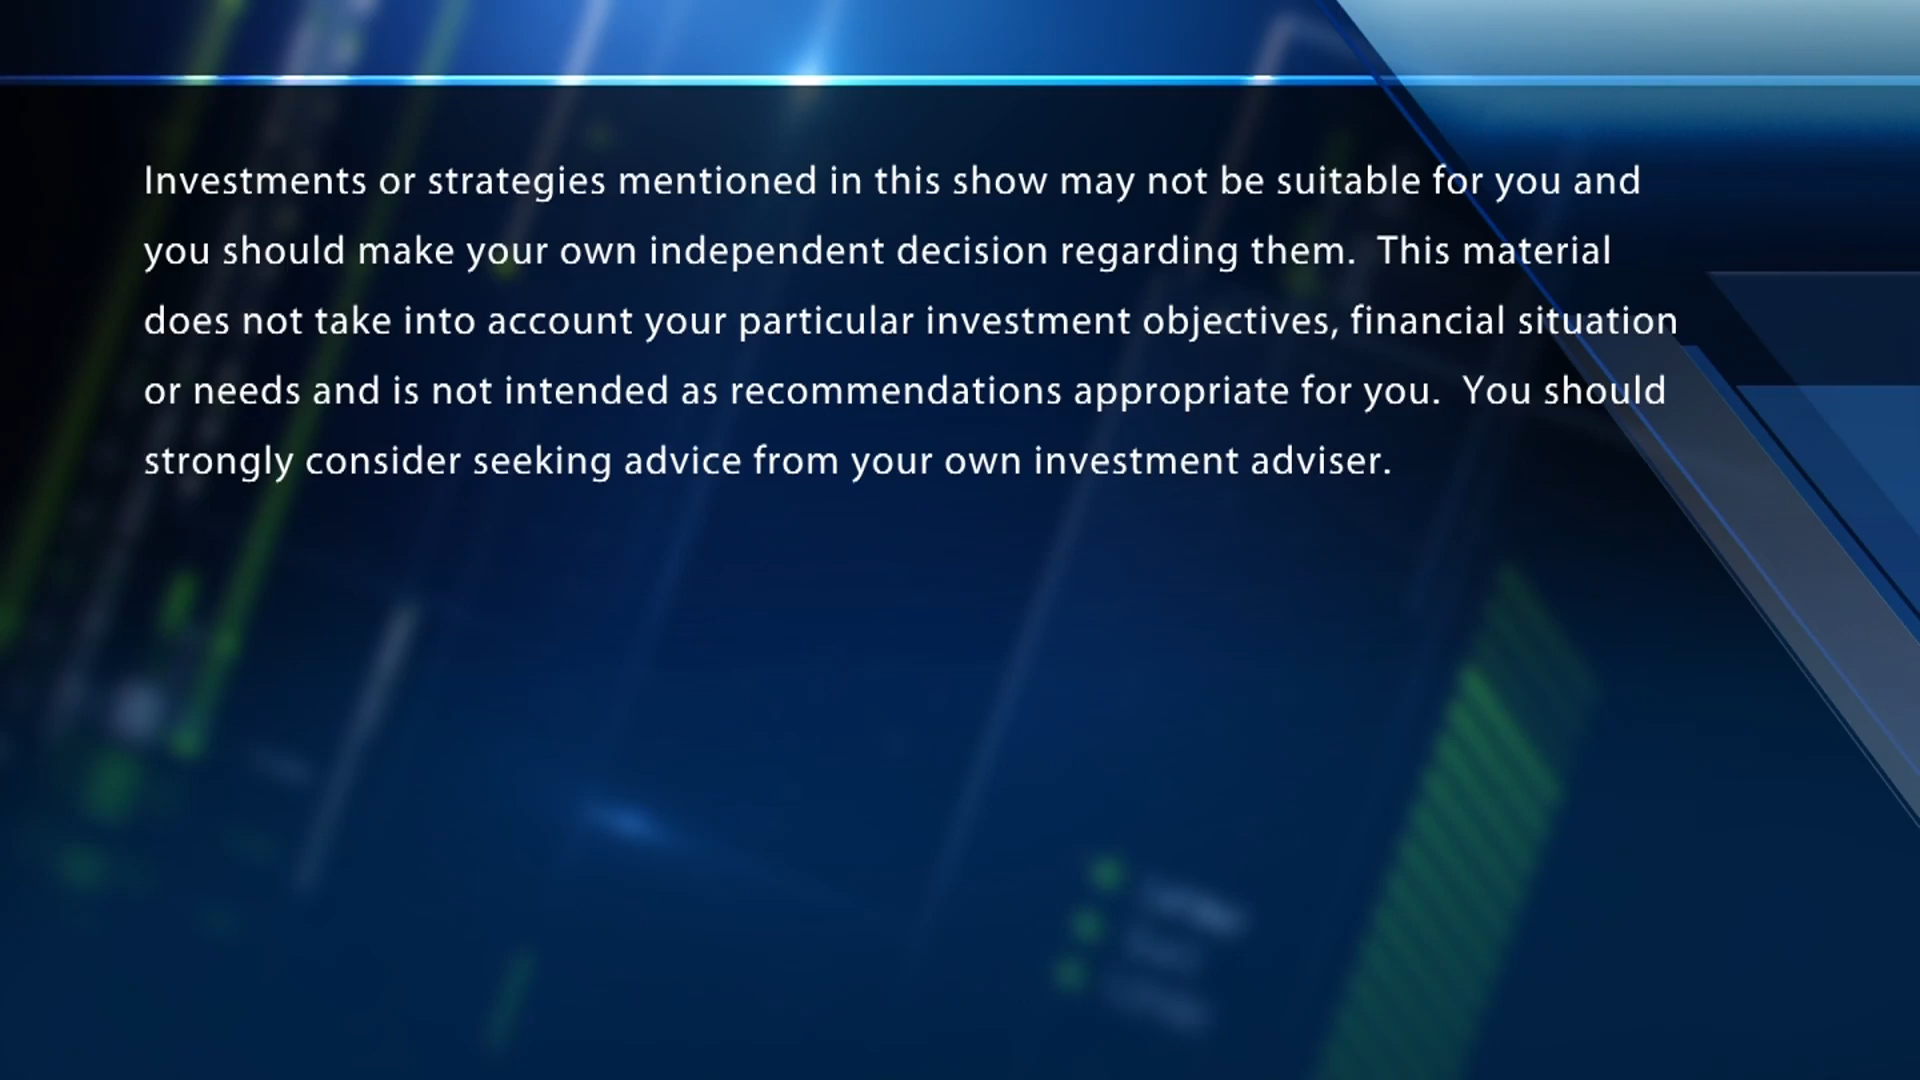 Investments or strategies mentioned in this show may not be suitable for you and
you should make your own independent decision regarding them.  This material
does not take into account your particular investment objectives, financial situation
or needs and is not intended as recommendations appropriate for you.  You should
strongly consider seeking advice from your own investment adviser.